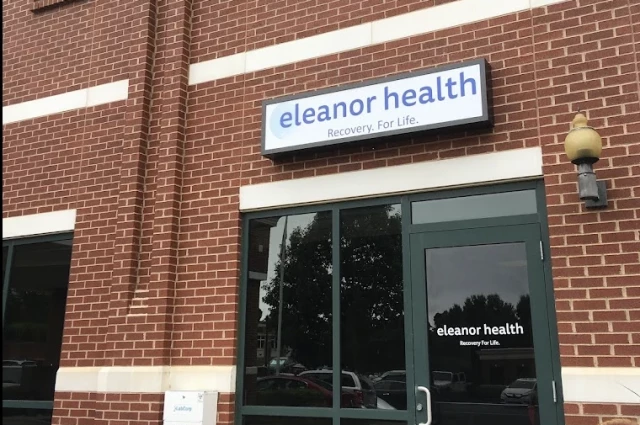 eleanor health
Recovery. For Life.
eleanor health
Recovery For Life.